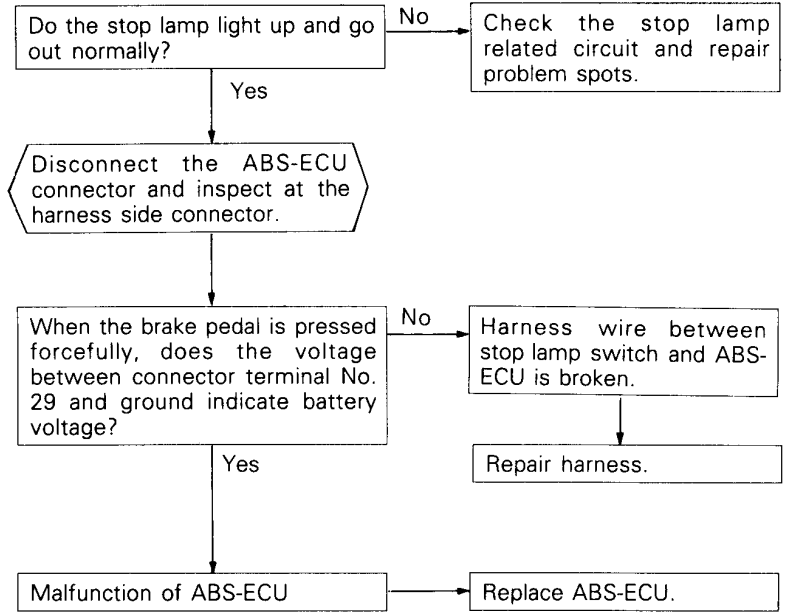 Do the stop lamp light up and go
out normally?
No
Check the stop lamp
related circuit and repair
problem spots.
Yes
Disconnect the ABS-ECU
connector and inspect at the
harness side connector.
When the brake pedal is pressed
forcefully, does the voltage
between connector terminal No.
29 and ground indicate battery
voltage?
No
Harness wire between
stop lamp switch and ABS-
ECU is broken.
Repair harness.
Yes
Malfunction of ABS-ECU
Replace ABS-ECU.